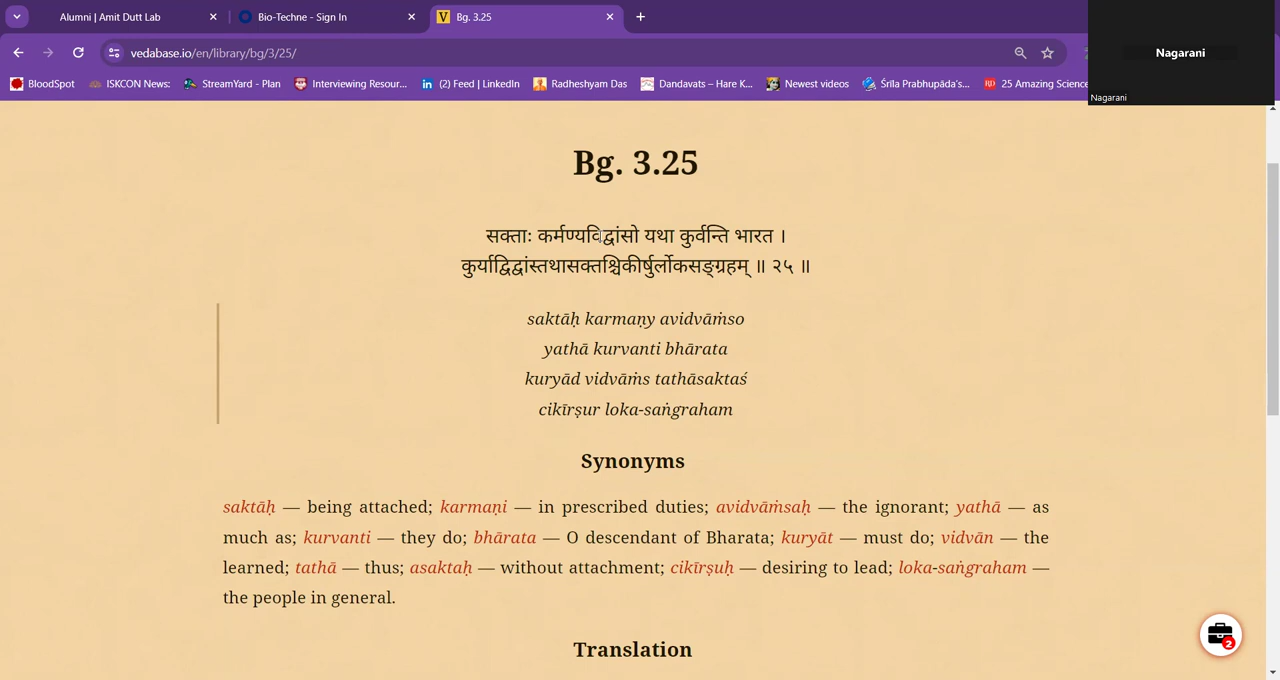 Alumni | Amit Dutt Lab
Bio-Techne - Sign In
Bg. 3.25
vedabase.io/en/library/bg/3/25/
BloodSpot
ISKCON News:
StreamYard - Plan
Interviewing Resour...
(2) Feed | LinkedIn
Radheshyam Das
Dandavats – Hare K...
Newest videos
Śrīla Prabhupāda's...
25 Amazing Science
Nagarani
Nagarani
Bg. 3.25
सक्ताः कर्मण्यविद्वांसो यथा कुर्वन्ति भारत ।
कुर्याद्विद्वांस्तथासक्तश्चिकीर्षुर्लोकसङ्ग्रहम् ॥ २५ ॥
saktāḥ karmaṇy avidvāṁso
yathā kurvanti bhārata
kuryād vidvāṁs tathāsaktaś
cikīrṣur loka-saṅgraham
Synonyms
saktāḥ — being attached; karmaṇi — in prescribed duties; avidvāṁsaḥ — the ignorant; yathā — as
much as; kurvanti — they do; bhārata — O descendant of Bharata; kuryāt — must do; vidvān — the
learned; tathā — thus; asaktaḥ — without attachment; cikīrṣuḥ — desiring to lead; loka-saṅgraham —
the people in general.
Translation
2